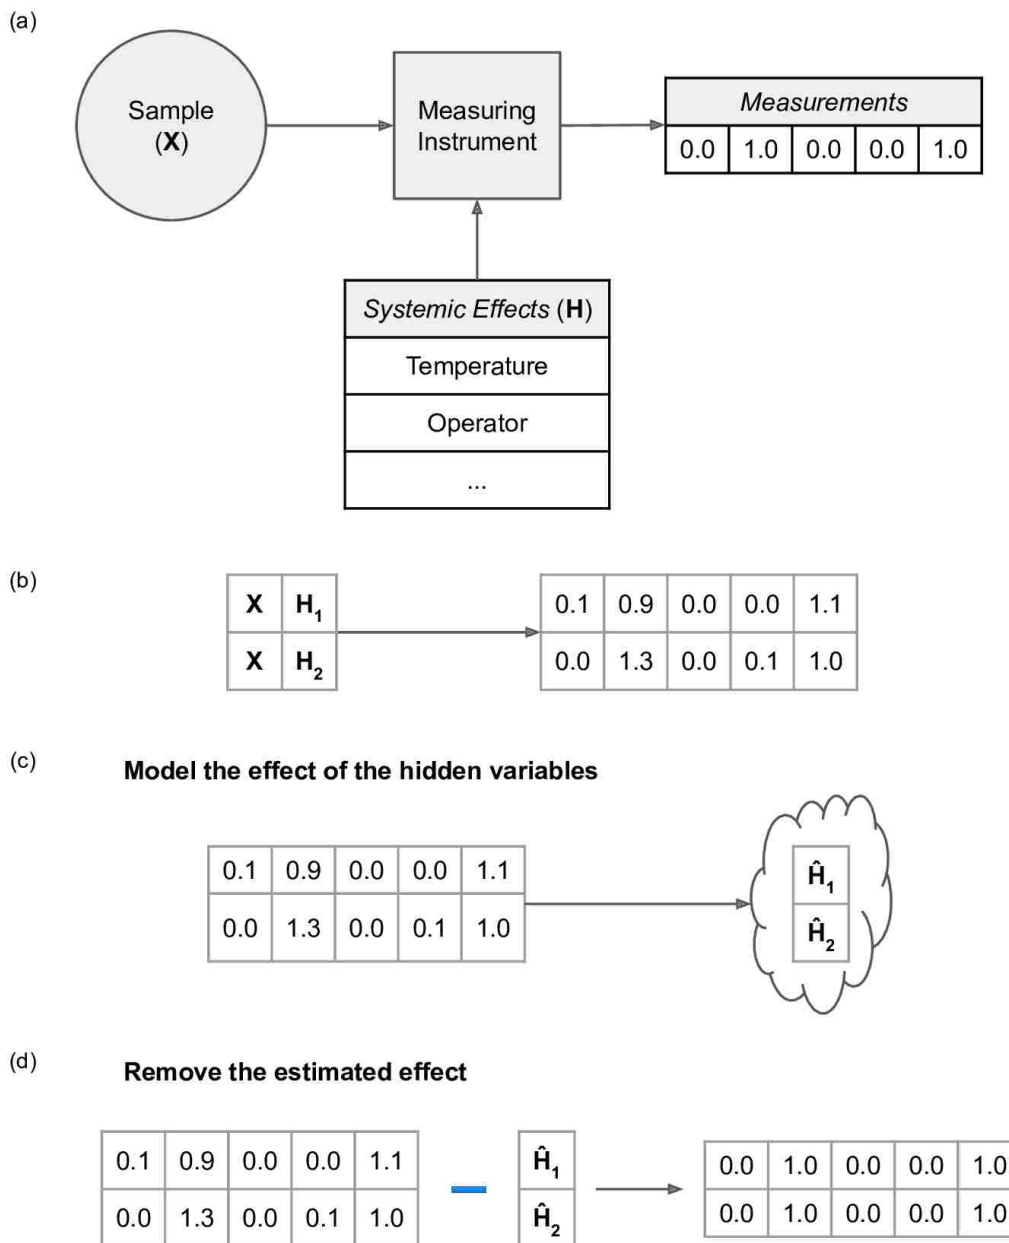 (a)
Sample
(X)
Measuring
Instrument
Measurements
0.0 1.0 0.0 0.0 1.0
Systemic Effects (H)
Temperature
Operator
...
(b)
X H₁
X H₂
0.1 0.9 0.0 0.0 1.1
0.0 1.3 0.0 0.1 1.0
(c)
Model the effect of the hidden variables
0.1 0.9 0.0 0.0 1.1
0.0 1.3 0.0 0.1 1.0
Ĥ₁
Ĥ₂
(d)
Remove the estimated effect
0.1 0.9 0.0 0.0 1.1
0.0 1.3 0.0 0.1 1.0
Ĥ₁
Ĥ₂
0.0 1.0 0.0 0.0 1.0
0.0 1.0 0.0 0.0 1.0